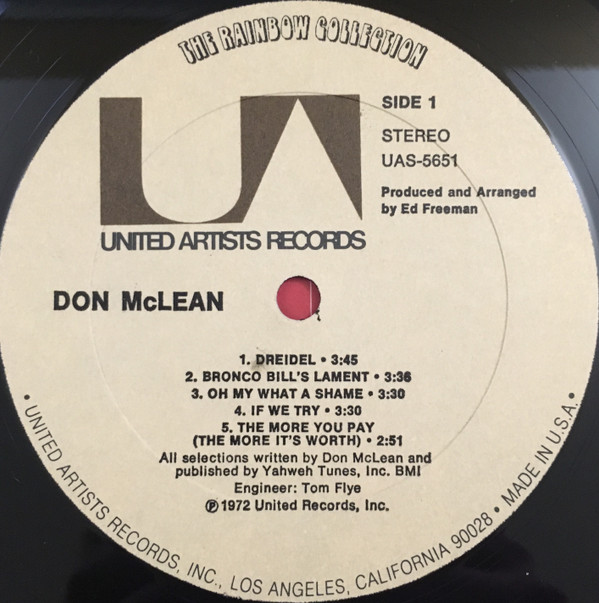 THE RAINBOW COLLECTION
UA
SIDE 1
STEREO
UAS-5651
Produced and Arranged
by Ed Freeman
UNITED ARTISTS RECORDS
DON McLEAN
1. DREIDEL • 3:45
2. BRONCO BILL'S LAMENT • 3:36
3. OH MY WHAT A SHAME • 3:30
4. IF WE TRY • 3:30
5. THE MORE YOU PAY
(THE MORE IT'S WORTH) • 2:51
All selections written by Don McLean and
published by Yahweh Tunes, Inc. BMI
Engineer: Tom Flye
℗ 1972 United Records, Inc.
• UNITED ARTISTS RECORDS, INC., LOS ANGELES, CALIFORNIA 90028 • MADE IN U.S.A. •